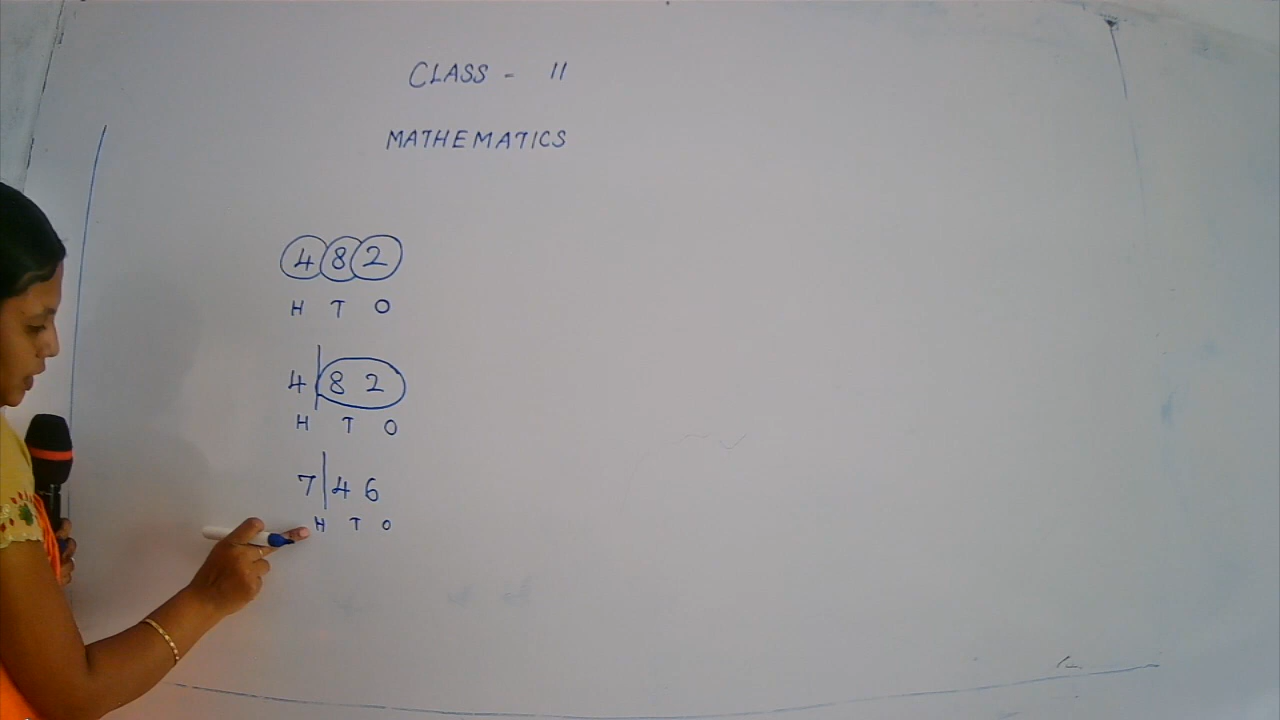 CLASS - II
MATHEMATICS
4 8 2
H T O
4 | 8 2
H T O
7 | 4 6
H T O